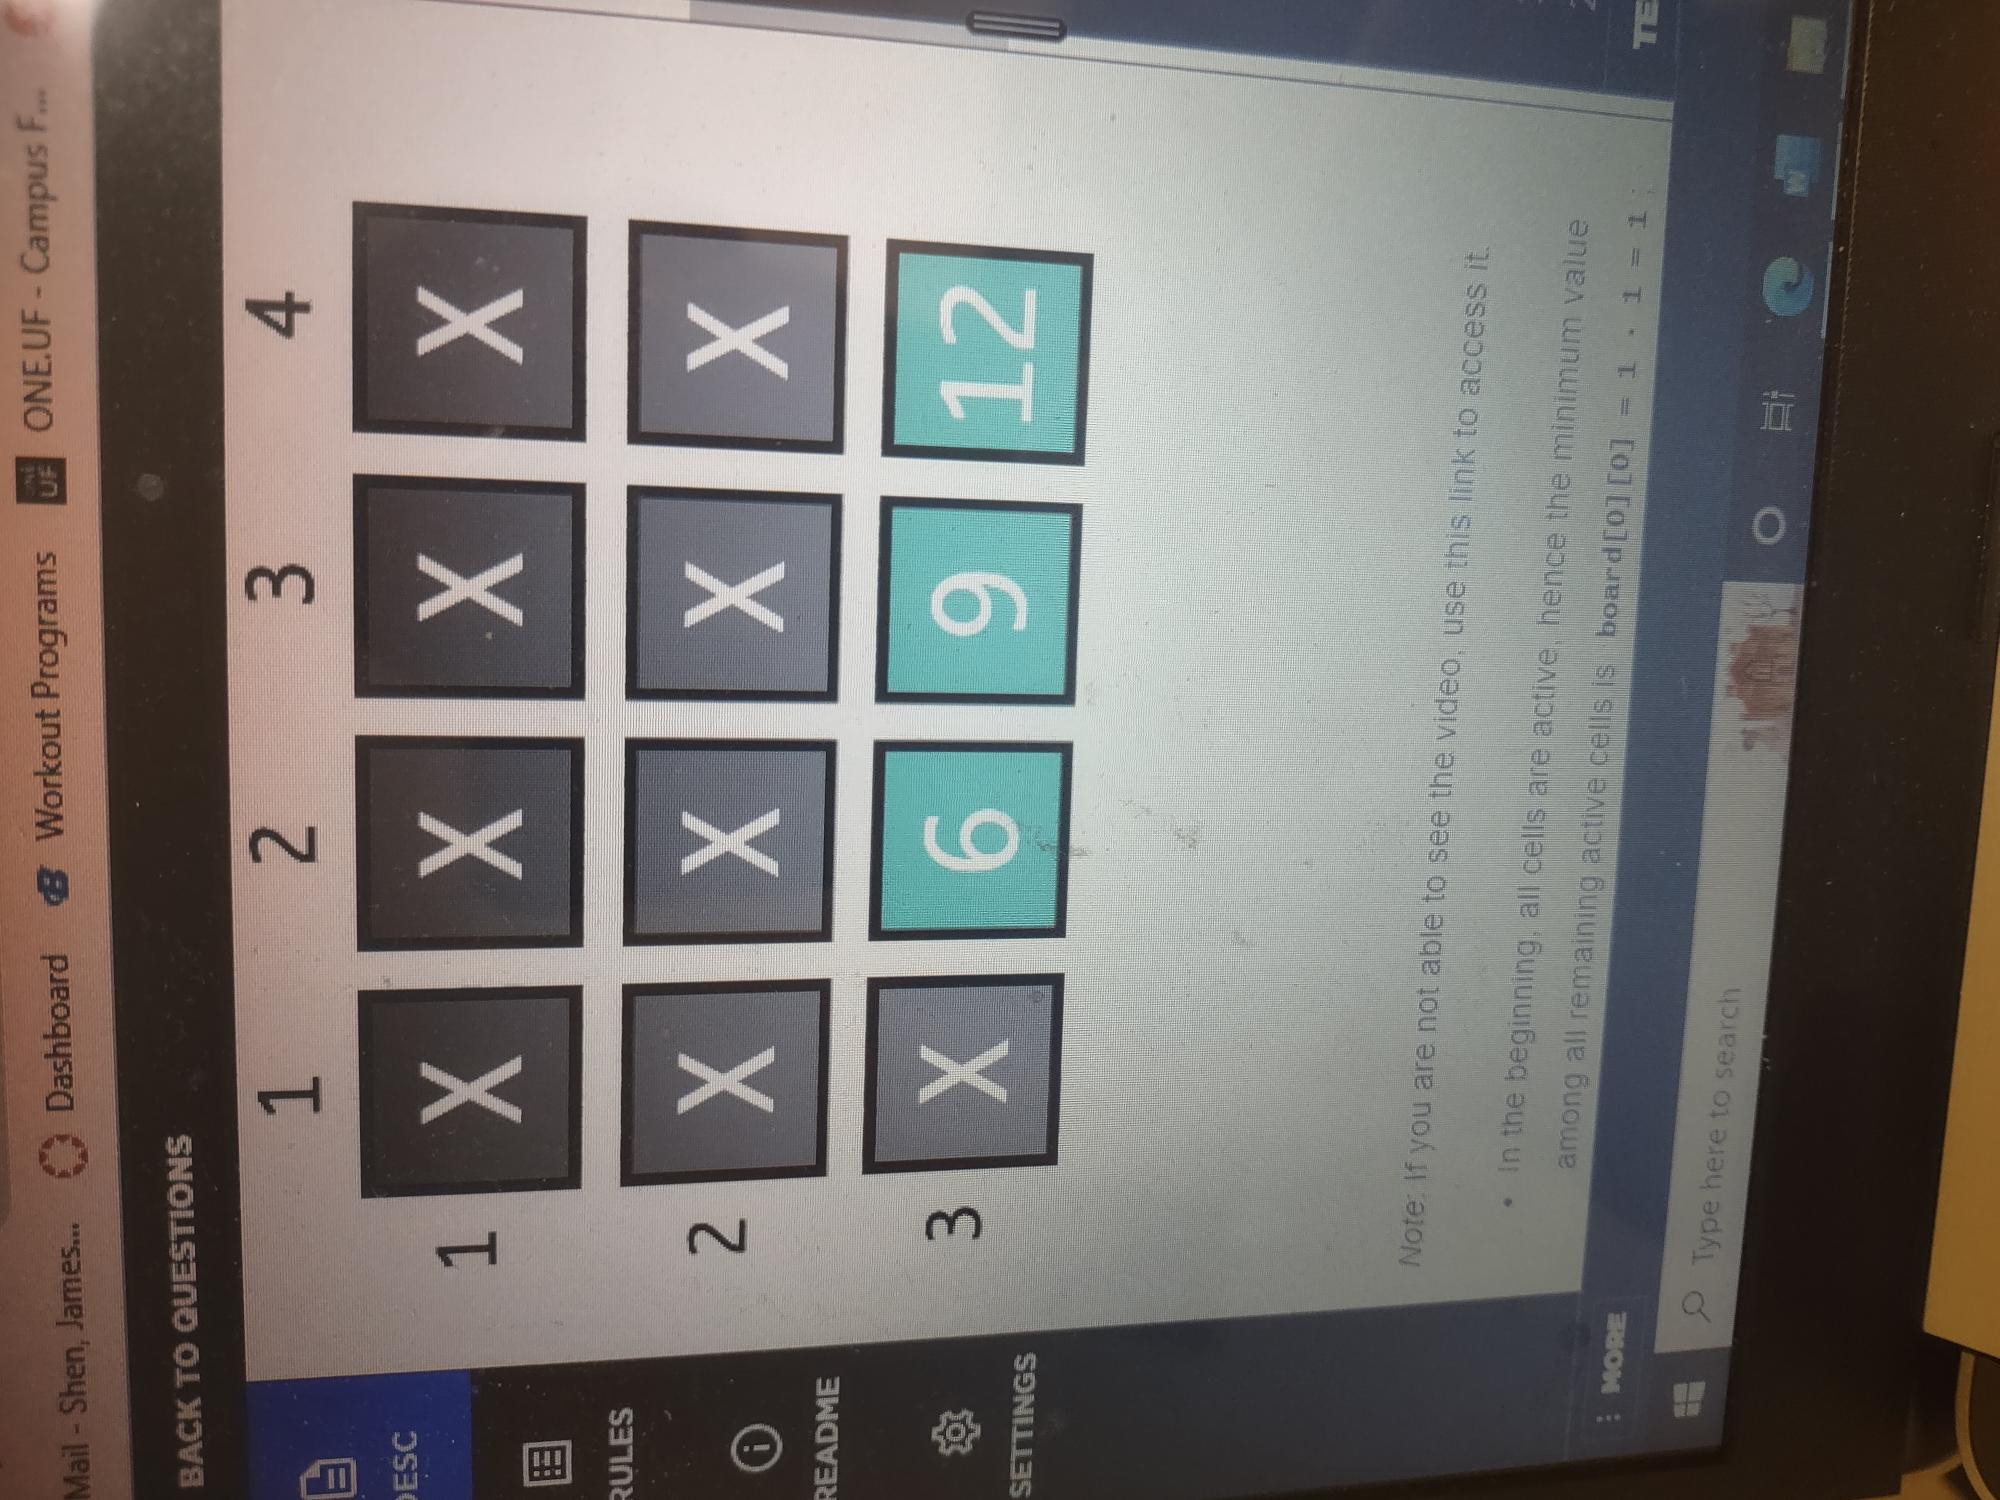 Mail - Shen, James... Dashboard Workout Programs ONE UF ONE.UF - Campus F...
BACK TO QUESTIONS
1 2 3 4
1 X X X X
DESC
RULES
2 X X X X
README
3 X 6 9 12
SETTINGS
Note: If you are not able to see the video, use this link to access it.
• In the beginning, all cells are active, hence the minimum value
among all remaining active cells is board[0][0] = 1 · 1 = 1;
MORE
Type here to search